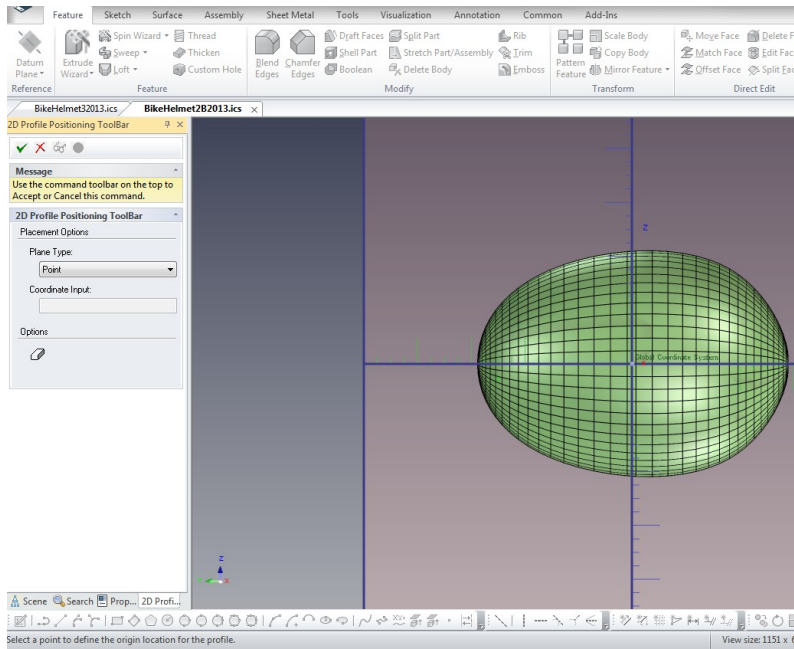 Feature Sketch Surface Assembly Sheet Metal Tools Visualization Annotation Common Add-Ins
Datum Plane
Extrude Wizard
Spin Wizard
Sweep
Loft
Thread
Thicken
Custom Hole
Blend Edges
Chamfer Edges
Draft Faces
Shell Part
Boolean
Split Part
Stretch Part/Assembly
Delete Body
Rib
Trim
Emboss
Pattern Feature
Scale Body
Copy Body
Mirror Feature
Move Face
Match Face
Offset Face
Delete F
Edit Fac
Split Fac
Reference Feature Modify Transform Direct Edit
BikeHelmet32013.ics BikeHelmet2B2013.ics
2D Profile Positioning ToolBar
Message
Use the command toolbar on the top to
Accept or Cancel this command.
2D Profile Positioning ToolBar
Placement Options
Plane Type:
Point
Coordinate Input:
Options
Z
Global Coordinate System
Z
X
Scene Search Prop... 2D Profi...
Select a point to define the origin location for the profile.
View size: 1151 x 6